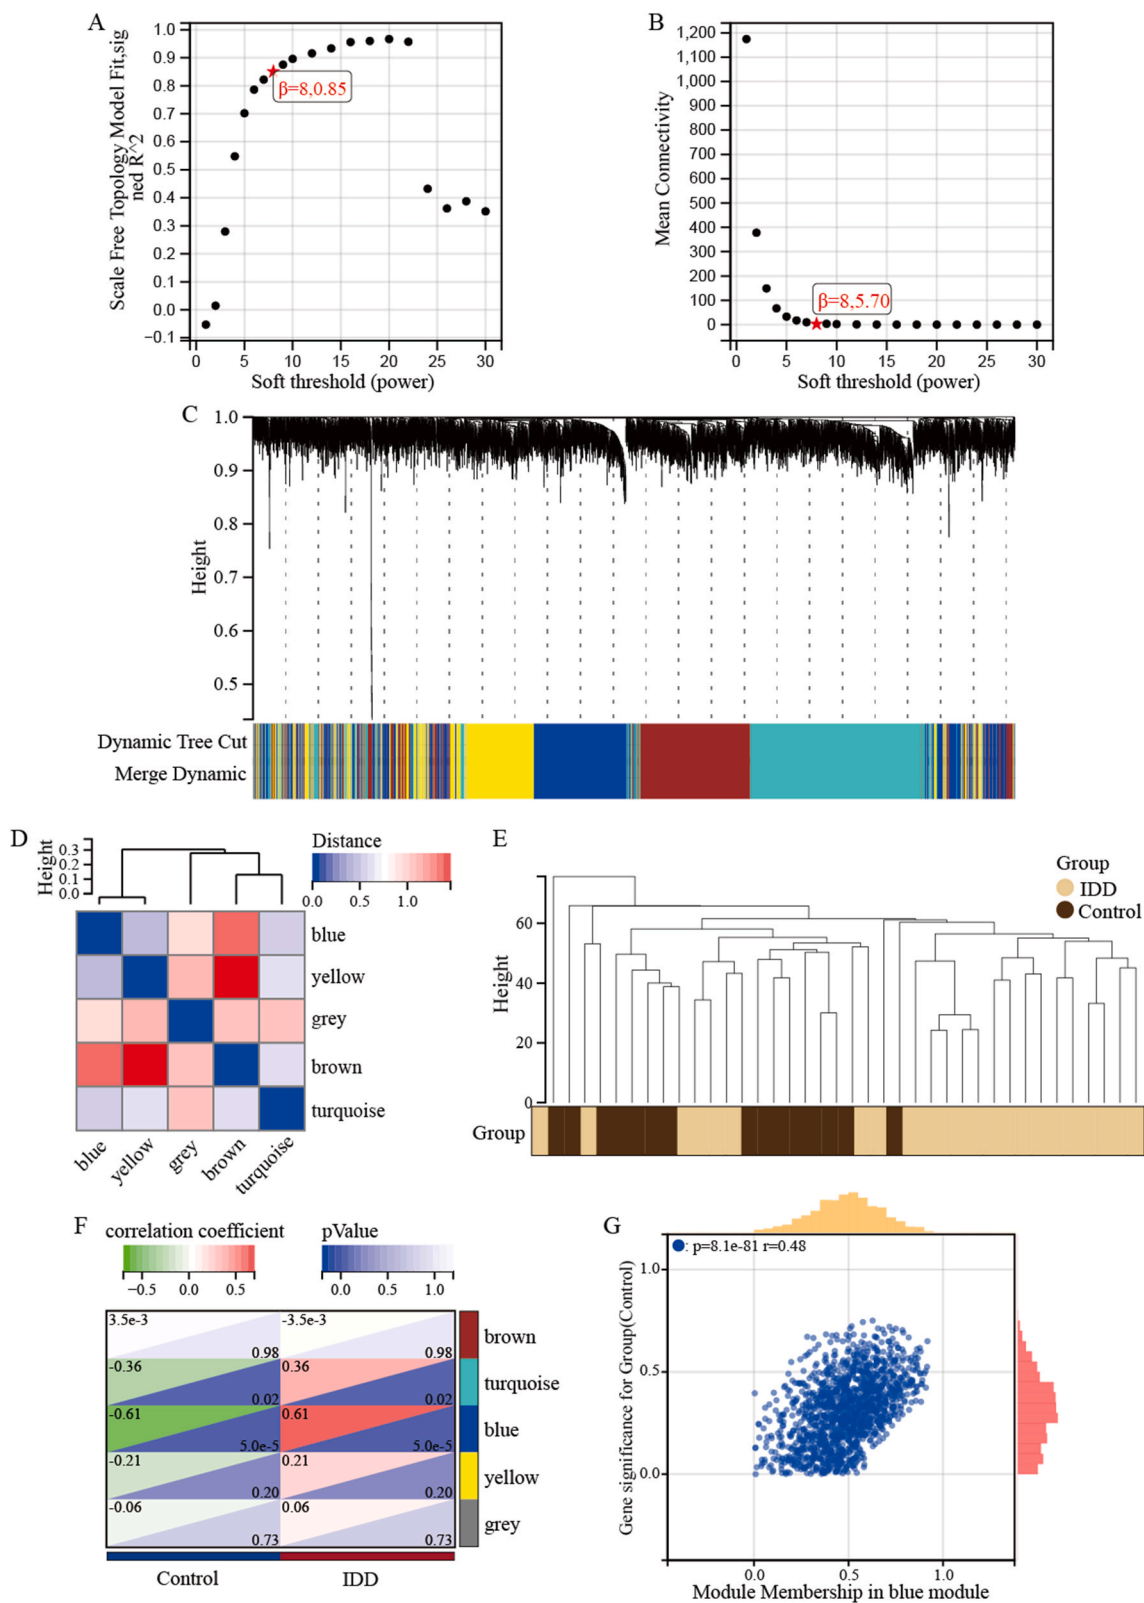 A
Scale Free Topology Model Fit,sig
ned R^2
1.0
0.9
0.8
0.7
0.6
0.5
0.4
0.3
0.2
0.1
0.0
−0.1
β=8,0.85
0 5 10 15 20 25 30
Soft threshold (power)
B
Mean Connectivity
1,200
1,100
1,000
900
800
700
600
500
400
300
200
100
0
β=8,5.70
0 5 10 15 20 25 30
Soft threshold (power)
C
Height
1.0
0.9
0.8
0.7
0.6
0.5
Dynamic Tree Cut
Merge Dynamic
D
Height
0.3
0.2
0.1
0.0
Distance
0.0 0.5 1.0
blue
yellow
grey
brown
turquoise
blue yellow grey brown turquoise
E
Group
IDD
Control
Height
60
40
20
0
Group
F
correlation coefficient
−0.5 0.0 0.5
pValue
0.0 0.5 1.0
3.5e-3 0.98 -3.5e-3 0.98 brown
-0.36 0.02 0.36 0.02 turquoise
-0.61 5.0e-5 0.61 5.0e-5 blue
-0.21 0.20 0.21 0.20 yellow
-0.06 0.73 0.06 0.73 grey
Control IDD
G
: p=8.1e-81 r=0.48
Gene significance for Group(Control)
1.0
0.5
0.0
0.0 0.5 1.0
Module Membership in blue module